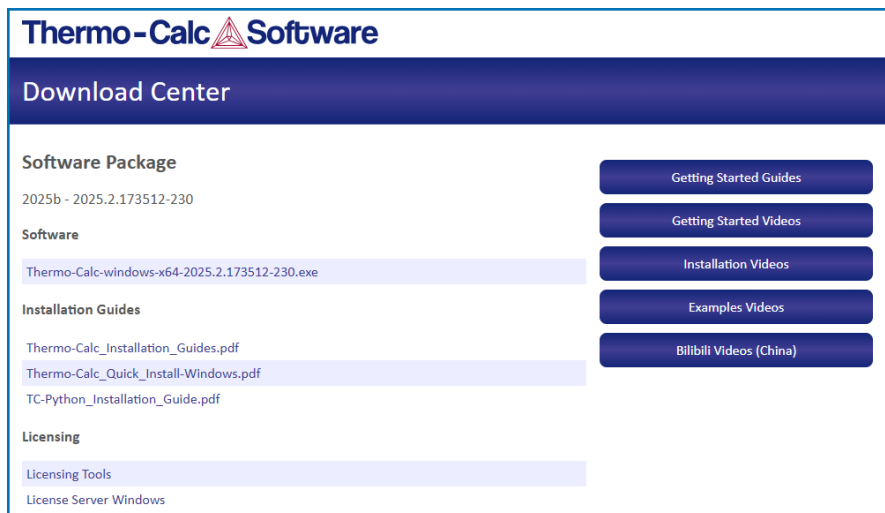 Thermo-Calc Software
Download Center
Software Package
2025b - 2025.2.173512-230
Software
Thermo-Calc-windows-x64-2025.2.173512-230.exe
Installation Guides
Thermo-Calc_Installation_Guides.pdf
Thermo-Calc_Quick_Install-Windows.pdf
TC-Python_Installation_Guide.pdf
Licensing
Licensing Tools
License Server Windows
Getting Started Guides
Getting Started Videos
Installation Videos
Examples Videos
Bilibili Videos (China)